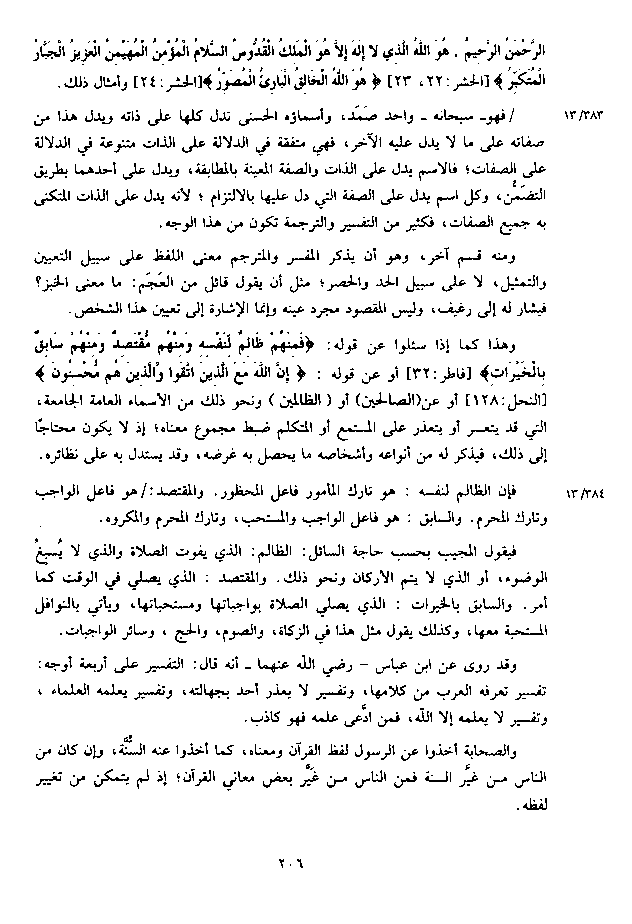 الرَّحْمَنُ الرَّحِيمُ . هُوَ اللَّهُ الَّذِي لا إِلَهَ إِلاَّ هُوَ الْمَلِكُ الْقُدُّوسُ السَّلامُ الْمُؤْمِنُ الْمُهَيْمِنُ الْعَزِيزُ الْجَبَّارُ
الْمُتَكَبِّرُ ﴾ [الحشر:٢٢، ٢٣] ﴿ هُوَ اللَّهُ الْخَالِقُ الْبَارِئُ الْمُصَوِّرُ ﴾[الحشر:٢٤] وأمثال ذلك.
١٣/٣٨٣ / فهو ـ سبحانه ـ واحد صَمَد، وأسماؤه الحسنى تدل كلها على ذاته ويدل هذا من
صفاته على ما لا يدل عليه الآخر، فهي متفقة في الدلالة على الذات متنوعة في الدلالة
على الصفات؛ فالاسم يدل على الذات والصفة المعينة بالمطابقة، ويدل على أحدهما بطريق
التضمُّن، وكل اسم يدل على الصفة التي دل عليها بالالتزام ؛ لأنه يدل على الذات المتكنى
به جميع الصفات، فكثير من التفسير والترجمة تكون من هذا الوجه.
ومنه قسم آخر، وهو أن يذكر المفسر والمترجم معنى اللفظ على سبيل التعيين
والتمثيل، لا على سبيل الحد والحصر؛ مثل أن يقول قائل من العَجَم: ما معنى الخبز؟
فيشار له إلى رغيف، وليس المقصود مجرد عينه وإنما الإشارة إلى تعيين هذا الشخص.
وهذا كما إذا سئلوا عن قوله: ﴿فَمِنْهُمْ ظَالِمٌ لِّنَفْسِهِ وَمِنْهُم مُّقْتَصِدٌ وَمِنْهُمْ سَابِقٌ
بِالْخَيْرَاتِ﴾ [فاطر:٣٢] أو عن قوله : ﴿ إِنَّ اللَّهَ مَعَ الَّذِينَ اتَّقَوْا وَّالَّذِينَ هُم مُّحْسِنُونَ ﴾
[النحل:١٢٨] أو عن(الصالحين) أو ( الظالمين ) ونحو ذلك من الأسماء العامة الجامعة،
التي قد يتعسر أو يتعذر على المستمع أو المتكلم ضبط مجموع معناه؛ إذ لا يكون محتاجًا
إلى ذلك، فيذكر له من أنواعه وأشخاصه ما يحصل به غرضه، وقد يستدل به على نظائره.
١٣/٣٨٤ فإن الظالم لنفسه : هو تارك المأمور فاعل المحظور. والمقتصد:/ هو فاعل الواجب
وتارك المحرم. والسابق : هو فاعل الواجب والمستحب، وتارك المحرم والمكروه.
فيقول المجيب بحسب حاجة السائل: الظالم: الذي يفوت الصلاة والذي لا يُسبغُ
الوضوء، أو الذي لا يتم الأركان ونحو ذلك. والمقتصد : الذي يصلي في الوقت كما
أمر. والسابق بالخيرات : الذي يصلي الصلاة بواجباتها ومستحباتها، ويأتي بالنوافل
المستحبة معها، وكذلك يقول مثل هذا في الزكاة، والصوم، والحج ، وسائر الواجبات.
وقد روى عن ابن عباس - رضي الله عنهما ـ أنه قال: التفسير على أربعة أوجه:
تفسير تعرفه العرب من كلامها، وتفسير لا يعذر أحد بجهالته، وتفسير يعلمه العلماء ،
وتفسير لا يعلمه إلا الله، فمن ادَّعى علمه فهو كاذب.
والصحابة أخذوا عن الرسول لفظ القرآن ومعناه، كما أخذوا عنه السُّنَّة، وإن كان من
الناس مـن غيَّر السنة فمن الناس مـن غيَّر بعض معاني القرآن؛ إذ لم يتمكن من تغيير
لفظه.
٢٠٦